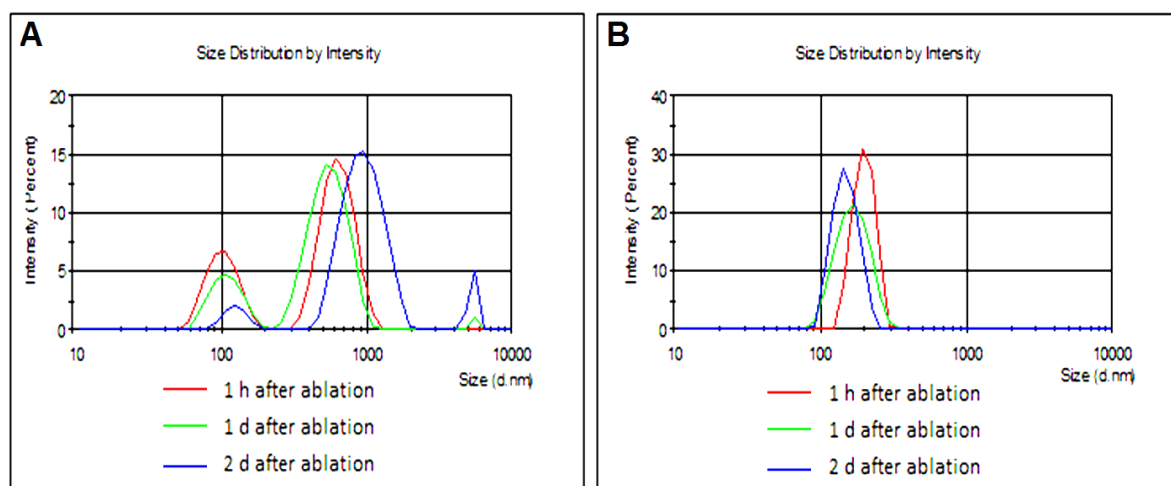 A
Size Distribution by Intensity
20
15
10
5
0
Intensity ( Percent)
10 100 1000 10000
Size (d.nm)
1 h after ablation
1 d after ablation
2 d after ablation
B
Size Distribution by Intensity
40
30
20
10
0
Intensity ( Percent)
10 100 1000 10000
Size (d.nm)
1 h after ablation
1 d after ablation
2 d after ablation